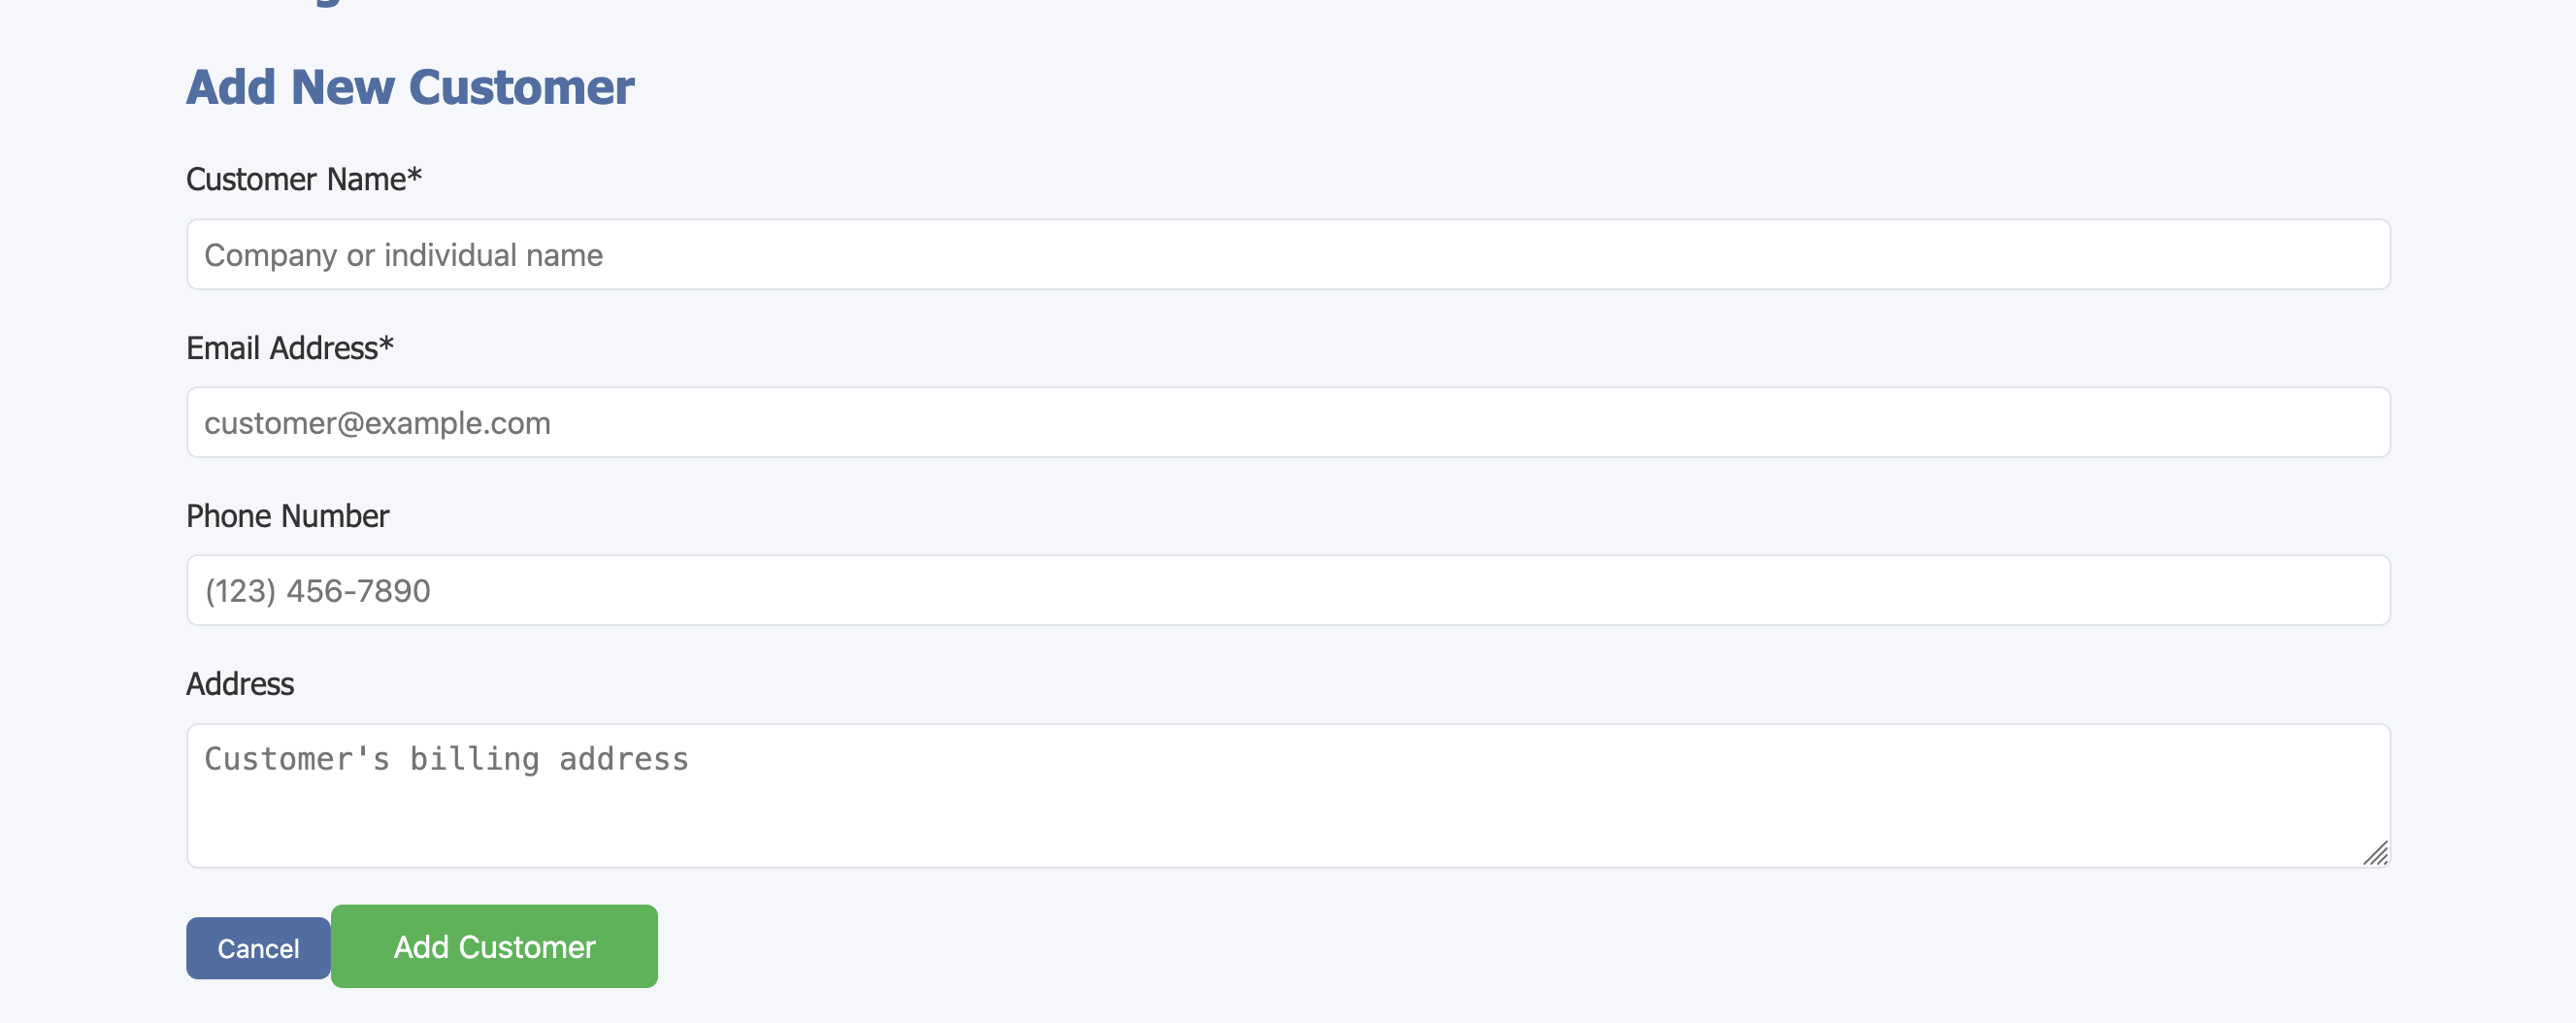 Add New Customer
Customer Name*
Company or individual name
Email Address*
customer@example.com
Phone Number
(123) 456-7890
Address
Customer's billing address
Cancel
Add Customer